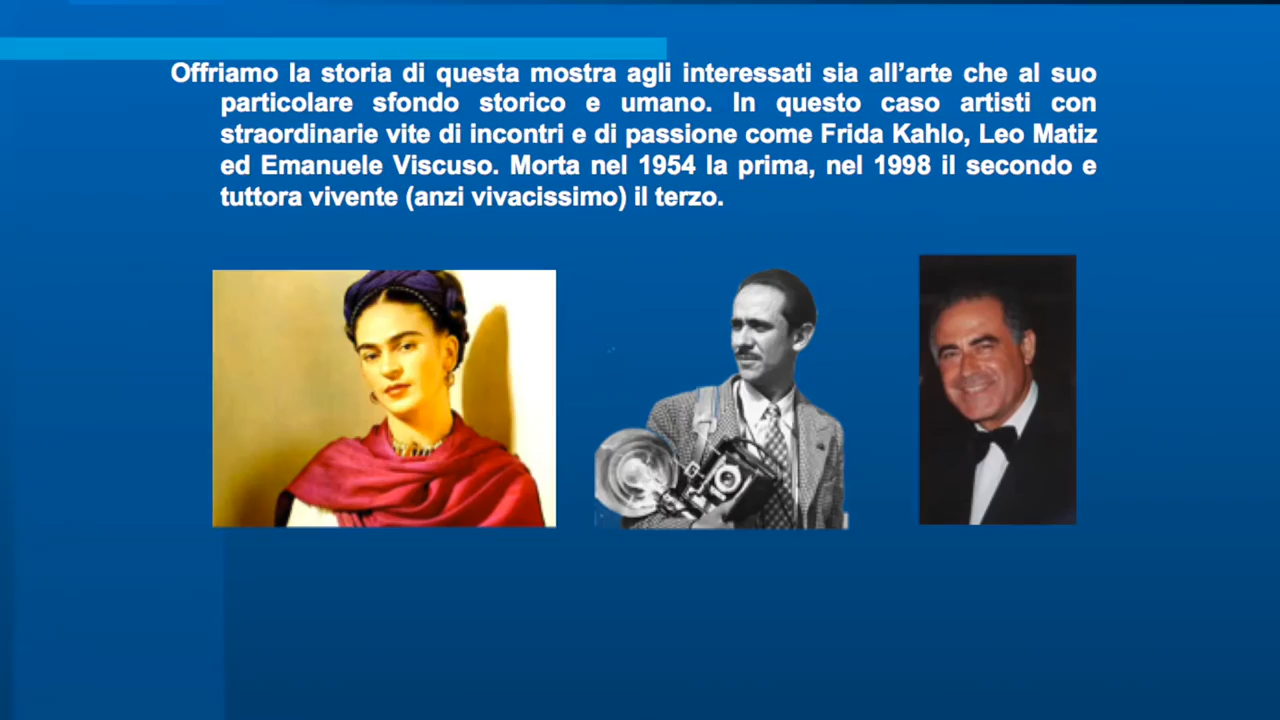 Offriamo la storia di questa mostra agli interessati sia all’arte che al suo
particolare sfondo storico e umano. In questo caso artisti con
straordinarie vite di incontri e di passione come Frida Kahlo, Leo Matiz
ed Emanuele Viscuso. Morta nel 1954 la prima, nel 1998 il secondo e
tuttora vivente (anzi vivacissimo) il terzo.